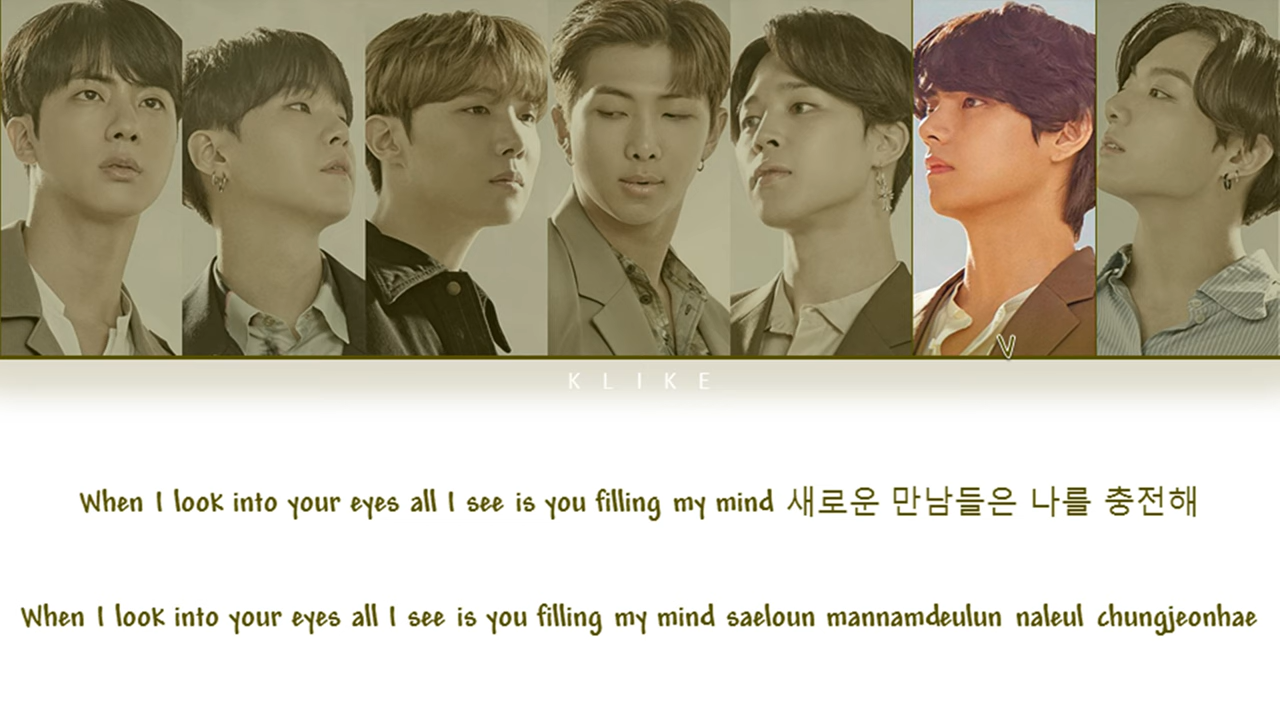 V
KLIKE
When I look into your eyes all I see is you filling my mind 새로운 만남들은 나를 충전해
When I look into your eyes all I see is you filling my mind saeloun mannamdeulun naleul chungjeonhae